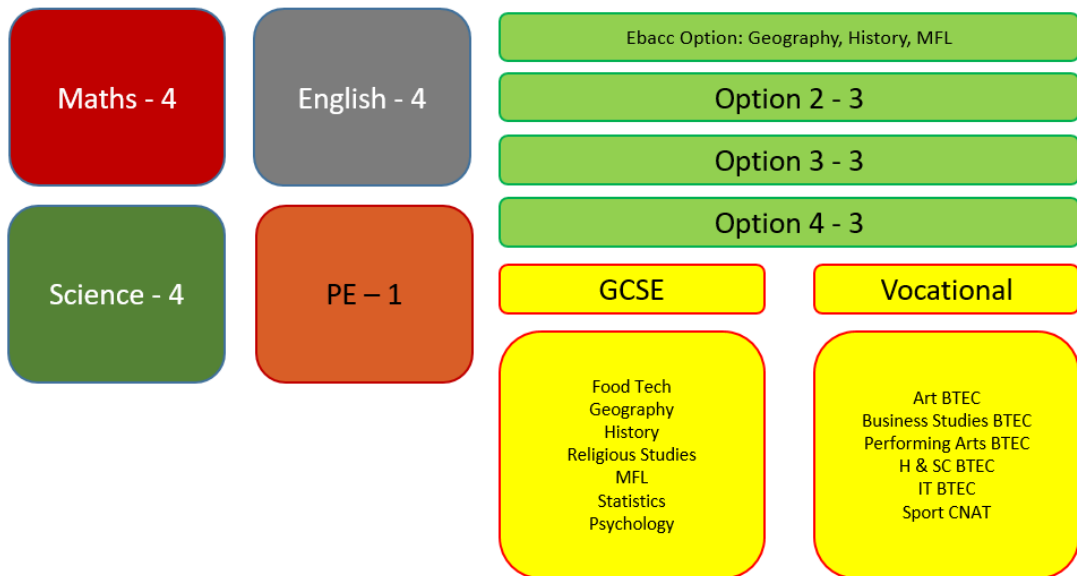 Maths - 4
English - 4
Science - 4
PE – 1
Ebacc Option: Geography, History, MFL
Option 2 - 3
Option 3 - 3
Option 4 - 3
GCSE
Food Tech
Geography
History
Religious Studies
MFL
Statistics
Psychology
Vocational
Art BTEC
Business Studies BTEC
Performing Arts BTEC
H & SC BTEC
IT BTEC
Sport CNAT